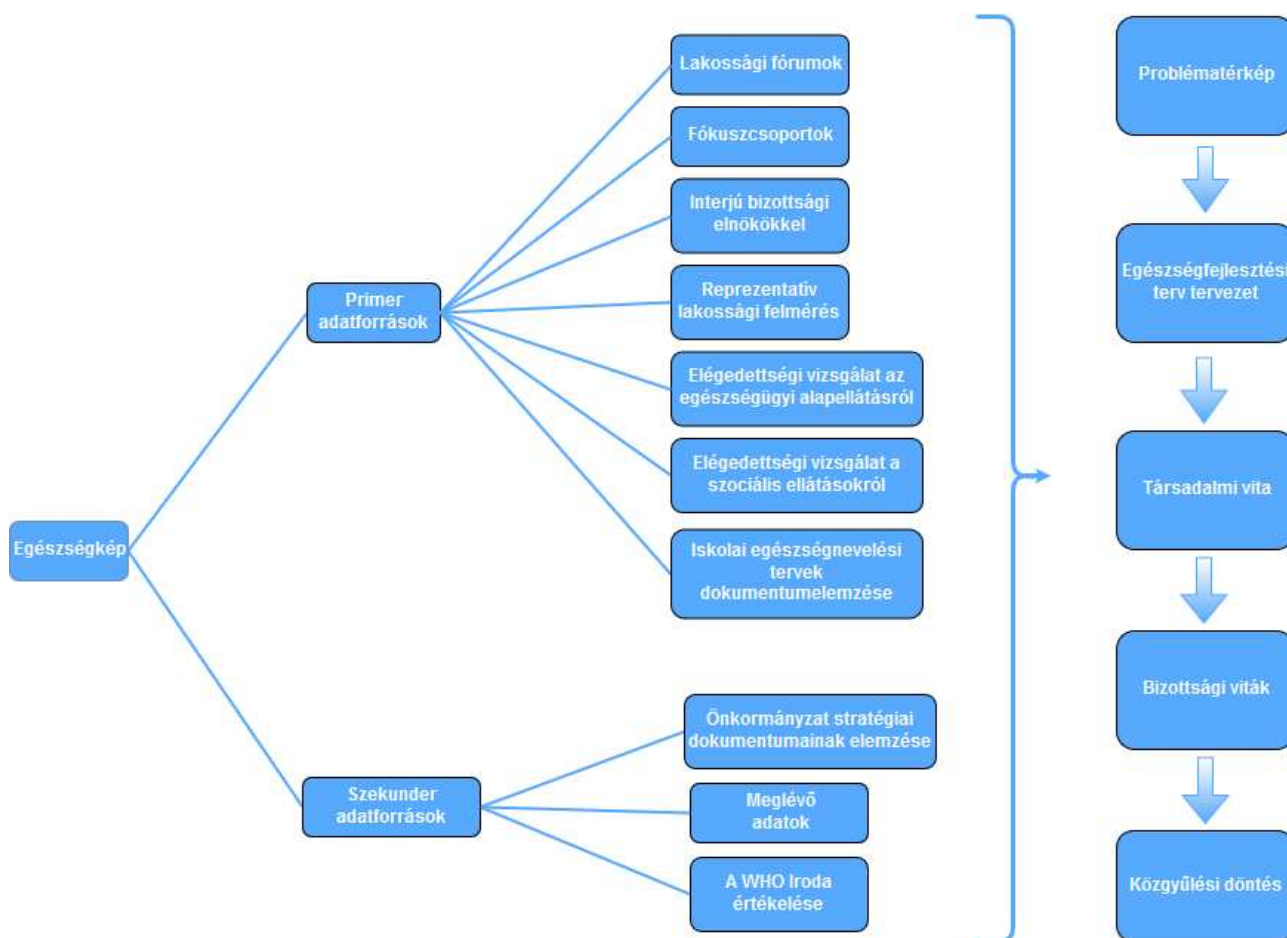 Egészségkép
Primer
adatforrások
Lakossági fórumok
Fókuszcsoportok
Interjú bizottsági
elnökökkel
Reprezentatív
lakossági felmérés
Elégedettségi vizsgálat az
egészségügyi alapellátásról
Elégedettségi vizsgálat a
szociális ellátásokról
Iskolai egészségnevelési
tervek
dokumentumelemzése
Szekunder
adatforrások
Önkormányzat stratégiai
dokumentumainak elemzése
Meglévő
adatok
A WHO Iroda
értékelése
Problématérkép
Egészségfejlesztési
terv tervezet
Társadalmi vita
Bizottsági viták
Közgyűlési döntés